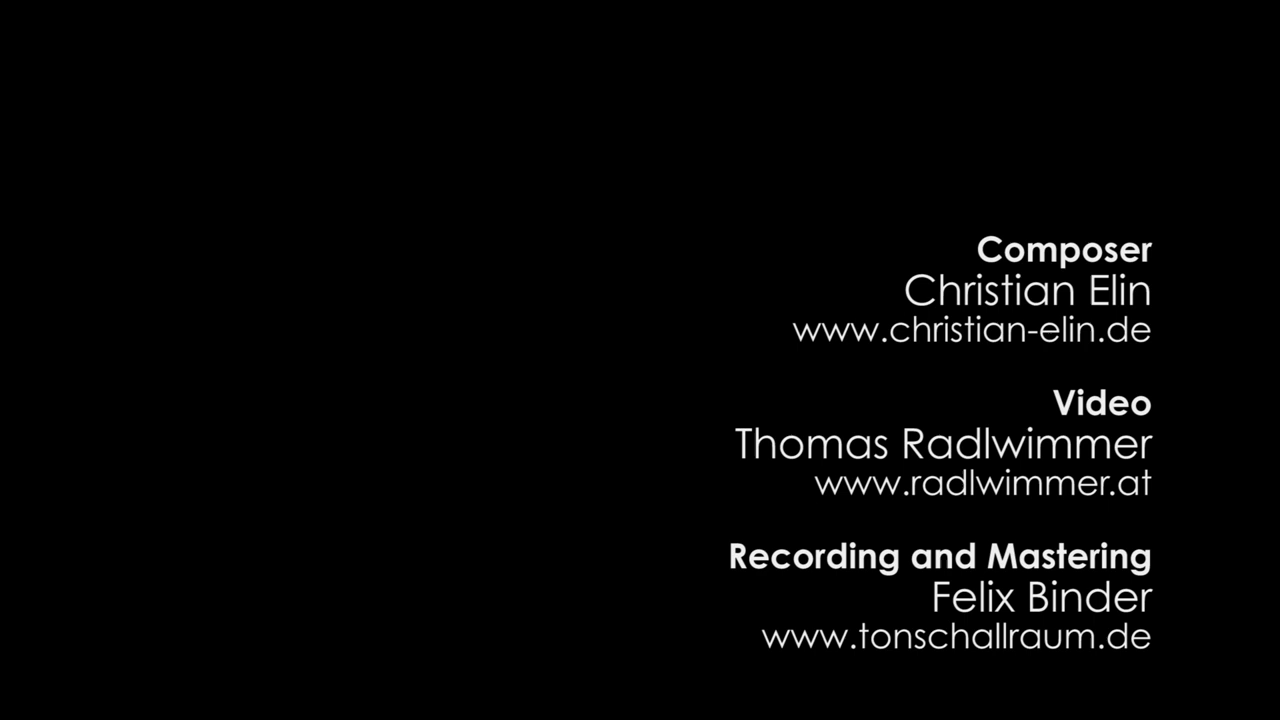 Composer
Christian Elin
www.christian-elin.de
Video
Thomas Radlwimmer
www.radlwimmer.at
Recording and Mastering
Felix Binder
www.tonschallraum.de